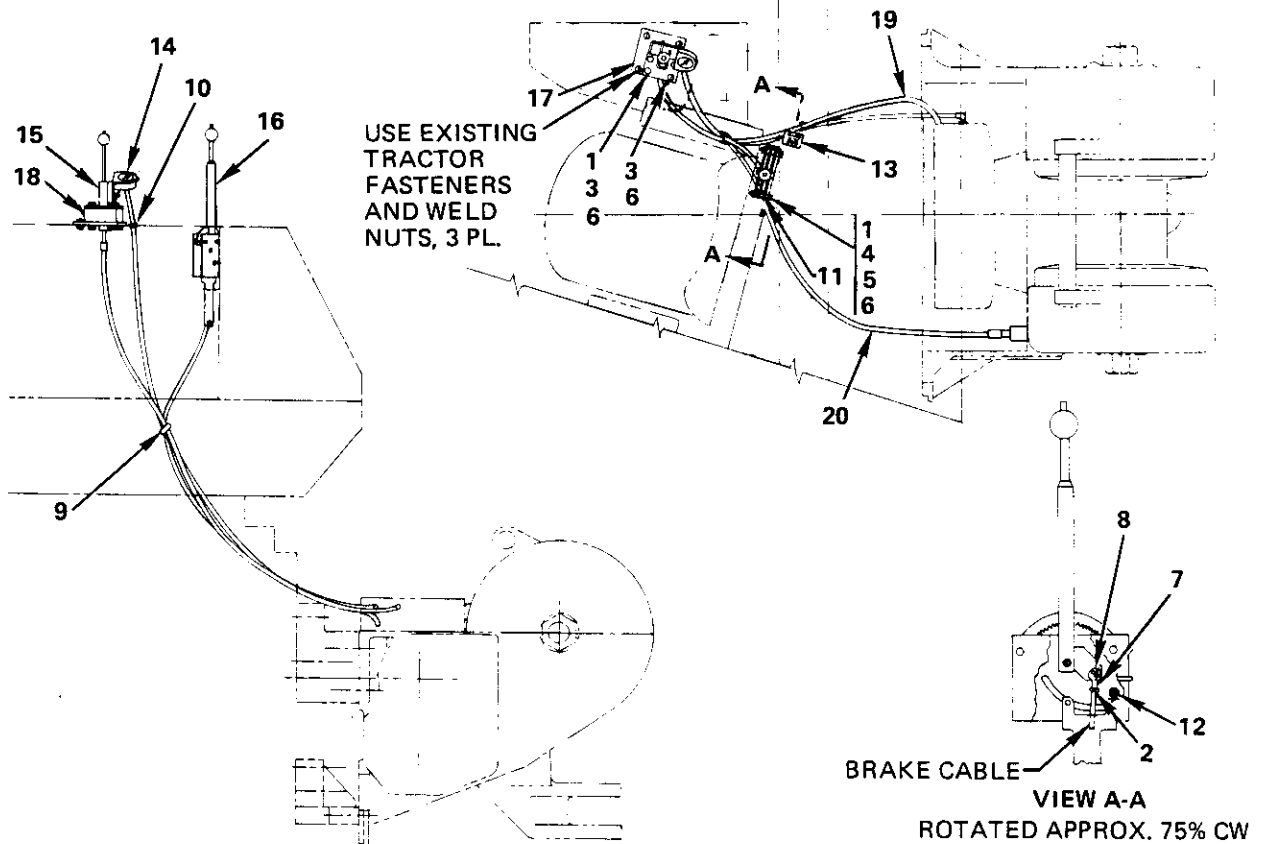 14
10
15
16
18
9
19
17
A
USE EXISTING
TRACTOR
FASTENERS
AND WELD
NUTS, 3 PL.
1
3
6
3
6
13
A
11
1
4
5
6
20
8
7
12
2
BRAKE CABLE
VIEW A-A
ROTATED APPROX. 75% CW